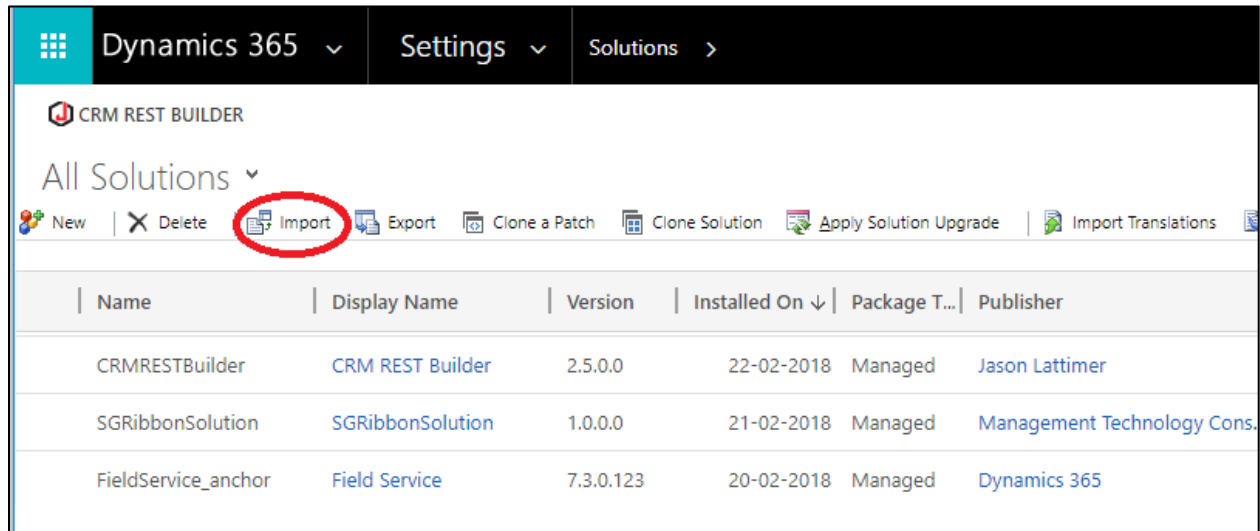 Dynamics 365 Settings Solutions
CRM REST BUILDER
All Solutions
New Delete Import Export Clone a Patch Clone Solution Apply Solution Upgrade Import Translations
Name Display Name Version Installed On Package T... Publisher
CRMRESTBuilder CRM REST Builder 2.5.0.0 22-02-2018 Managed Jason Lattimer
SGRibbonSolution SGRibbonSolution 1.0.0.0 21-02-2018 Managed Management Technology Cons.
FieldService_anchor Field Service 7.3.0.123 20-02-2018 Managed Dynamics 365